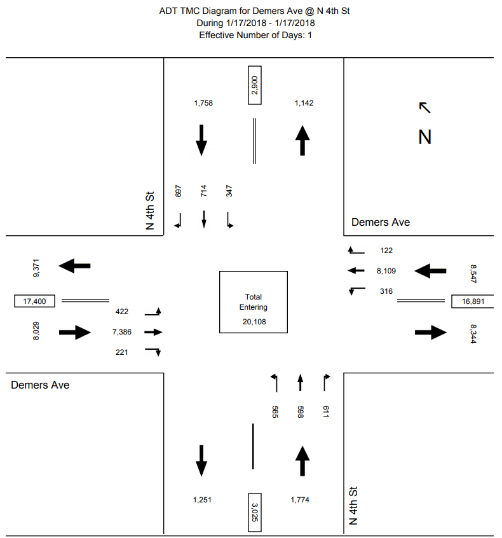 ADT TMC Diagram for Demers Ave @ N 4th St
During 1/17/2018 - 1/17/2018
Effective Number of Days: 1
2,900
1,758
1,142
N
697
714
347
N 4th St
Demers Ave
9,371
122
8,109
316
8,547
17,400
Total
Entering
20,108
16,891
8,029
422
7,386
221
8,344
Demers Ave
565
598
611
1,251
3,025
1,774
N 4th St